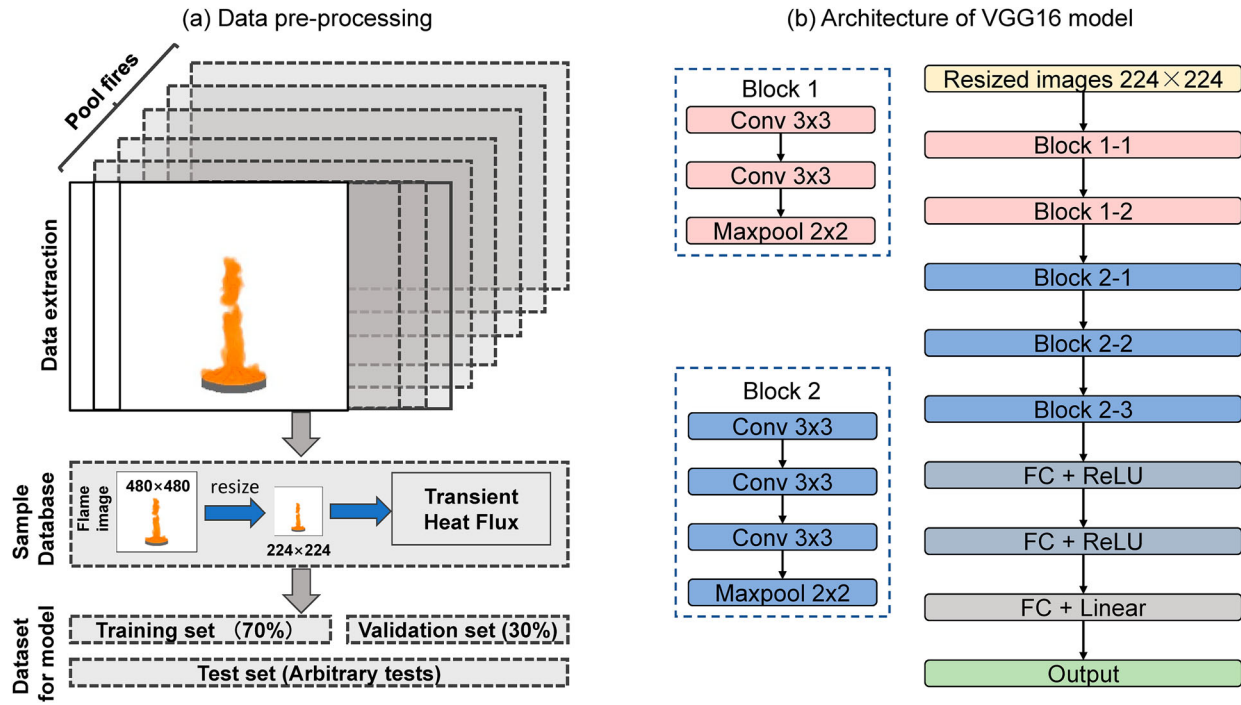 (a) Data pre-processing
Pool fires
Data extraction
Sample
Database
Flame
image
480×480
resize
224×224
Transient
Heat Flux
Dataset
for model
Training set （70%）
Validation set (30%)
Test set (Arbitrary tests)
(b) Architecture of VGG16 model
Block 1
Conv 3x3
Conv 3x3
Maxpool 2x2
Block 2
Conv 3x3
Conv 3x3
Conv 3x3
Maxpool 2x2
Resized images 224×224
Block 1-1
Block 1-2
Block 2-1
Block 2-2
Block 2-3
FC + ReLU
FC + ReLU
FC + Linear
Output